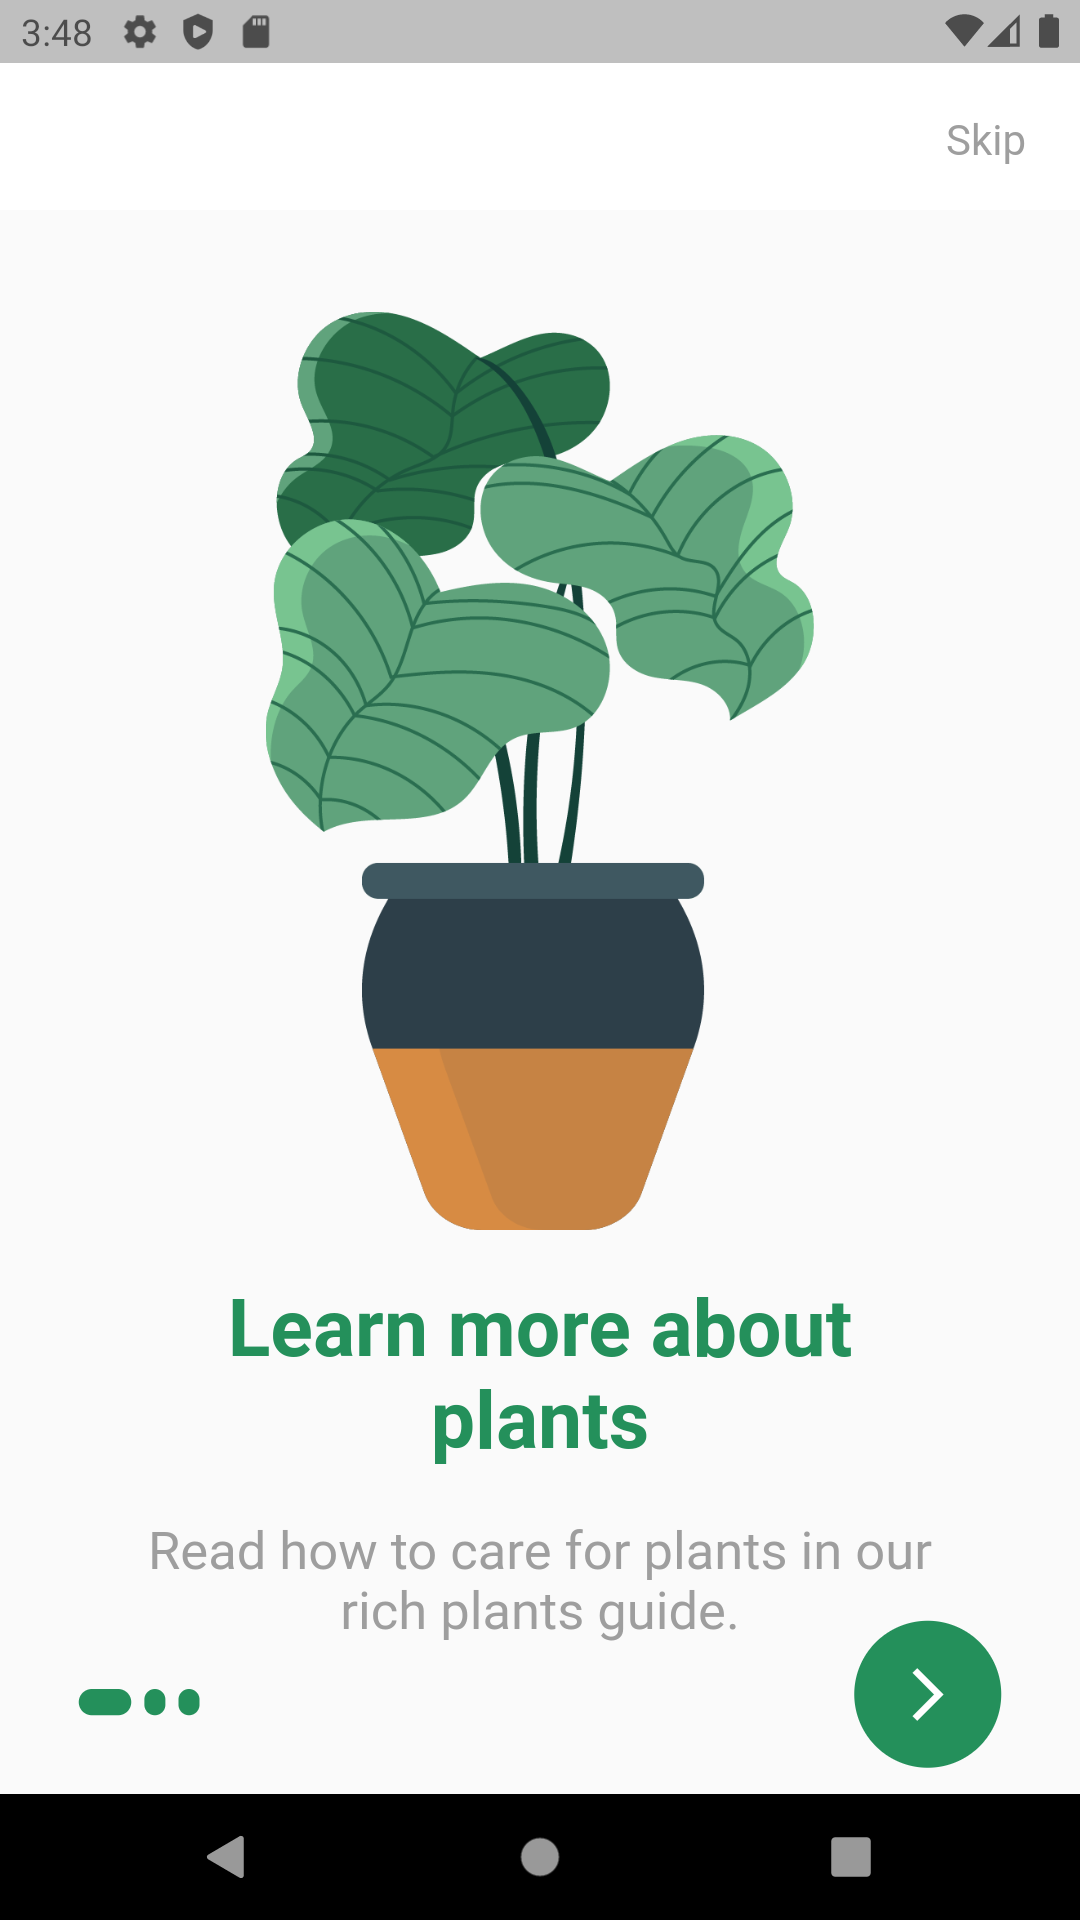 3:48
Skip
Learn more about
plants
Read how to care for plants in our
rich plants guide.